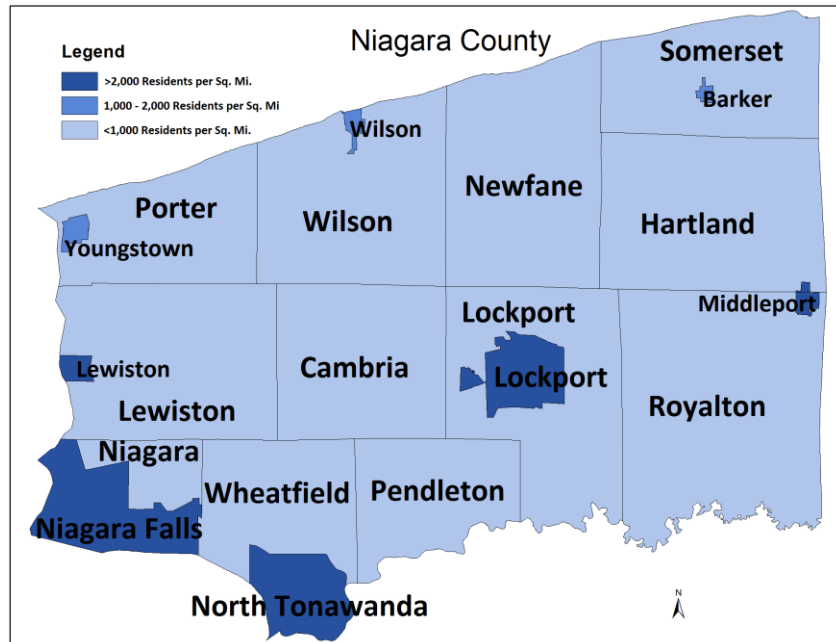 Niagara County
Legend
>2,000 Residents per Sq. Mi.
1,000 - 2,000 Residents per Sq. Mi
<1,000 Residents per Sq. Mi.
Somerset
Barker
Wilson
Newfane
Porter
Wilson
Hartland
Youngstown
Middleport
Lockport
Lewiston
Cambria
Lockport
Lewiston
Royalton
Niagara
Wheatfield
Pendleton
Niagara Falls
North Tonawanda
N